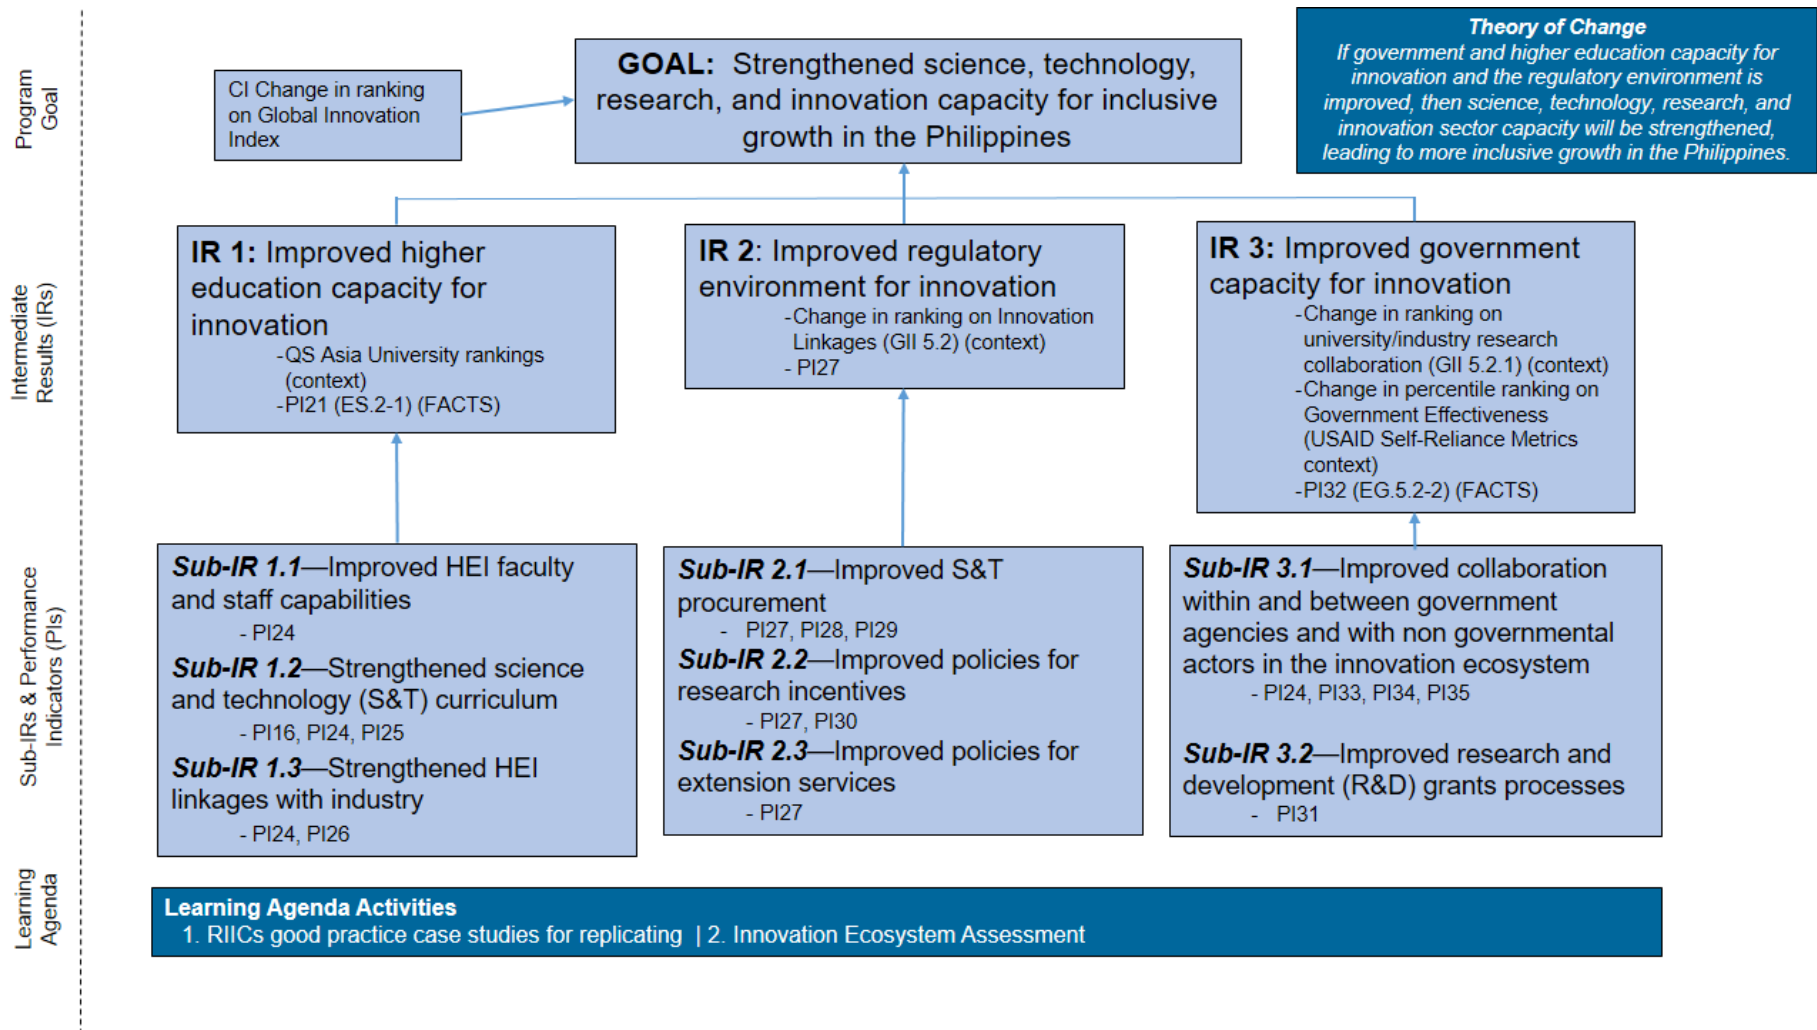 Program
Goal
CI Change in ranking
on Global Innovation
Index
GOAL: Strengthened science, technology,
research, and innovation capacity for inclusive
growth in the Philippines
Theory of Change
If government and higher education capacity for
innovation and the regulatory environment is
improved, then science, technology, research, and
innovation sector capacity will be strengthened,
leading to more inclusive growth in the Philippines.
Intermediate
Results (IRs)
IR 1: Improved higher
education capacity for
innovation
-QS Asia University rankings
(context)
-PI21 (ES.2-1) (FACTS)
IR 2: Improved regulatory
environment for innovation
-Change in ranking on Innovation
Linkages (GII 5.2) (context)
- PI27
IR 3: Improved government
capacity for innovation
-Change in ranking on
university/industry research
collaboration (GII 5.2.1) (context)
-Change in percentile ranking on
Government Effectiveness
(USAID Self-Reliance Metrics
context)
-PI32 (EG.5.2-2) (FACTS)
Sub-IRs & Performance
Indicators (PIs)
Sub-IR 1.1—Improved HEI faculty
and staff capabilities
- PI24
Sub-IR 1.2—Strengthened science
and technology (S&T) curriculum
- PI16, PI24, PI25
Sub-IR 1.3—Strengthened HEI
linkages with industry
- PI24, PI26
Sub-IR 2.1—Improved S&T
procurement
- PI27, PI28, PI29
Sub-IR 2.2—Improved policies for
research incentives
- PI27, PI30
Sub-IR 2.3—Improved policies for
extension services
- PI27
Sub-IR 3.1—Improved collaboration
within and between government
agencies and with non governmental
actors in the innovation ecosystem
- PI24, PI33, PI34, PI35
Sub-IR 3.2—Improved research and
development (R&D) grants processes
- PI31
Learning
Agenda
Learning Agenda Activities
1. RIICs good practice case studies for replicating | 2. Innovation Ecosystem Assessment